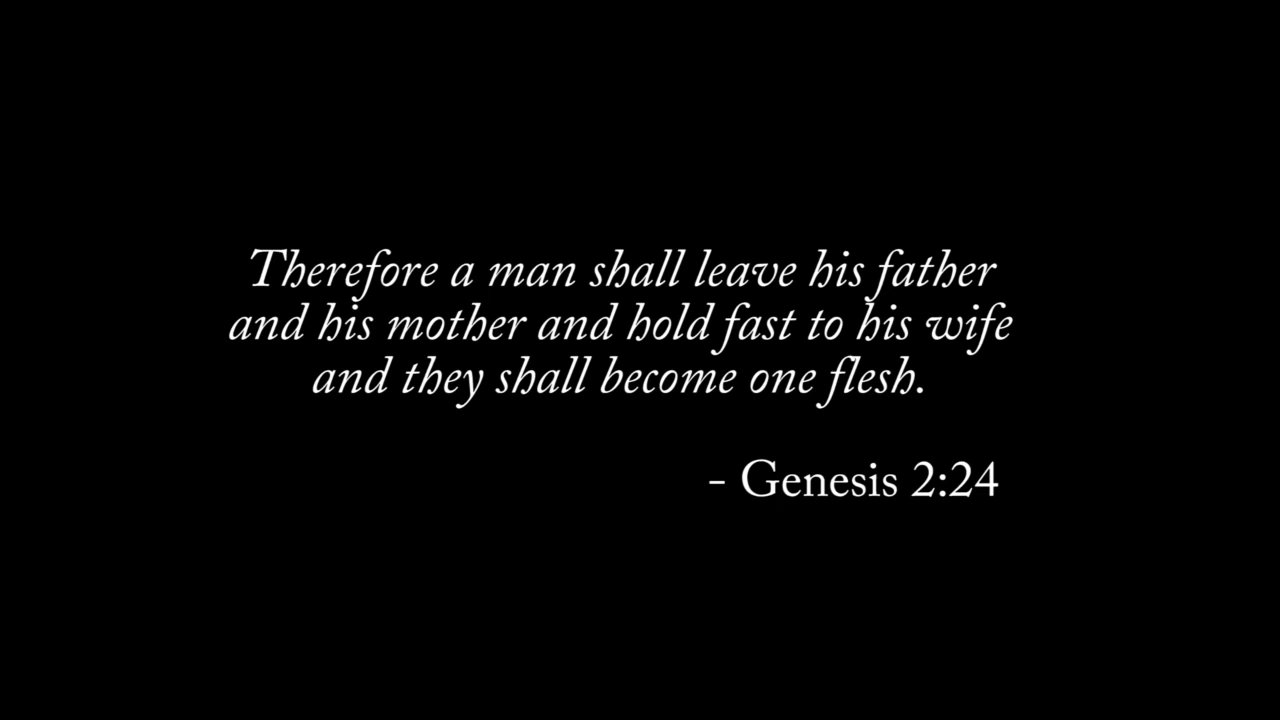 Therefore a man shall leave his father
and his mother and hold fast to his wife
and they shall become one flesh.
- Genesis 2:24